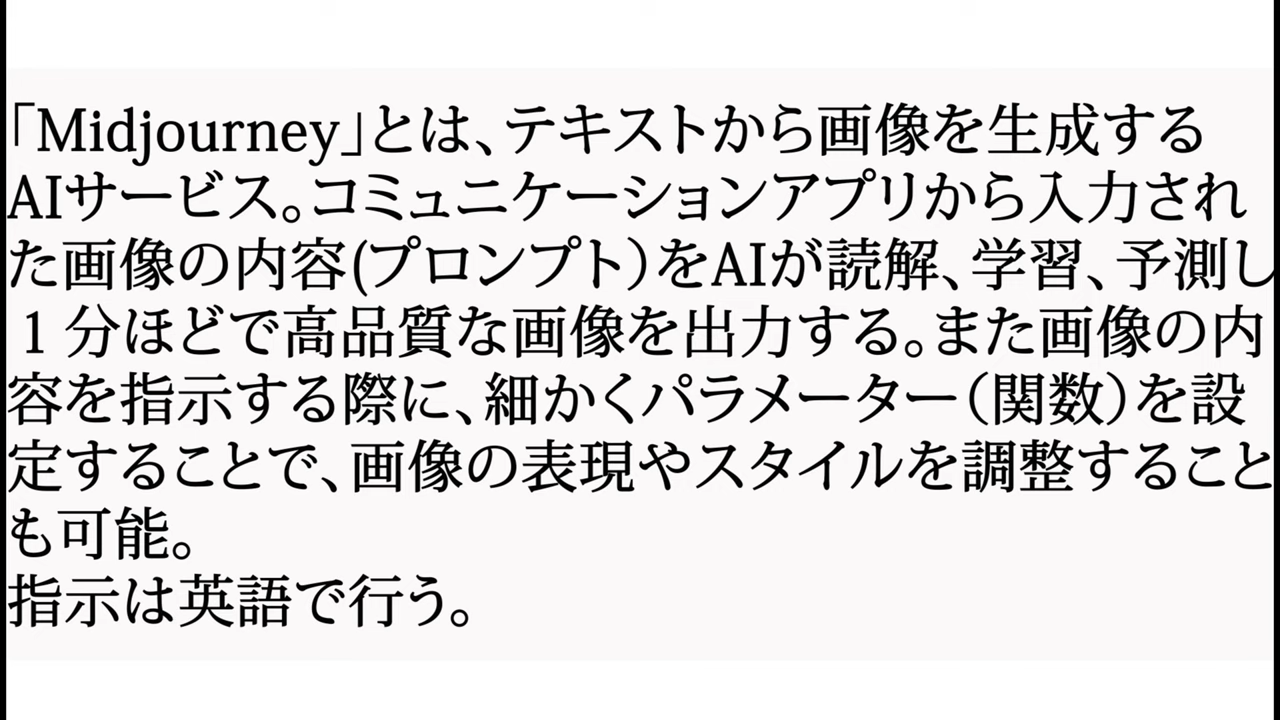 「Midjourney」とは、テキストから画像を生成する
AIサービス。コミュニケーションアプリから入力され
た画像の内容(プロンプト）をAIが読解、学習、予測し
１分ほどで高品質な画像を出力する。また画像の内
容を指示する際に、細かくパラメーター（関数）を設
定することで、画像の表現やスタイルを調整すること
も可能。
指示は英語で行う。